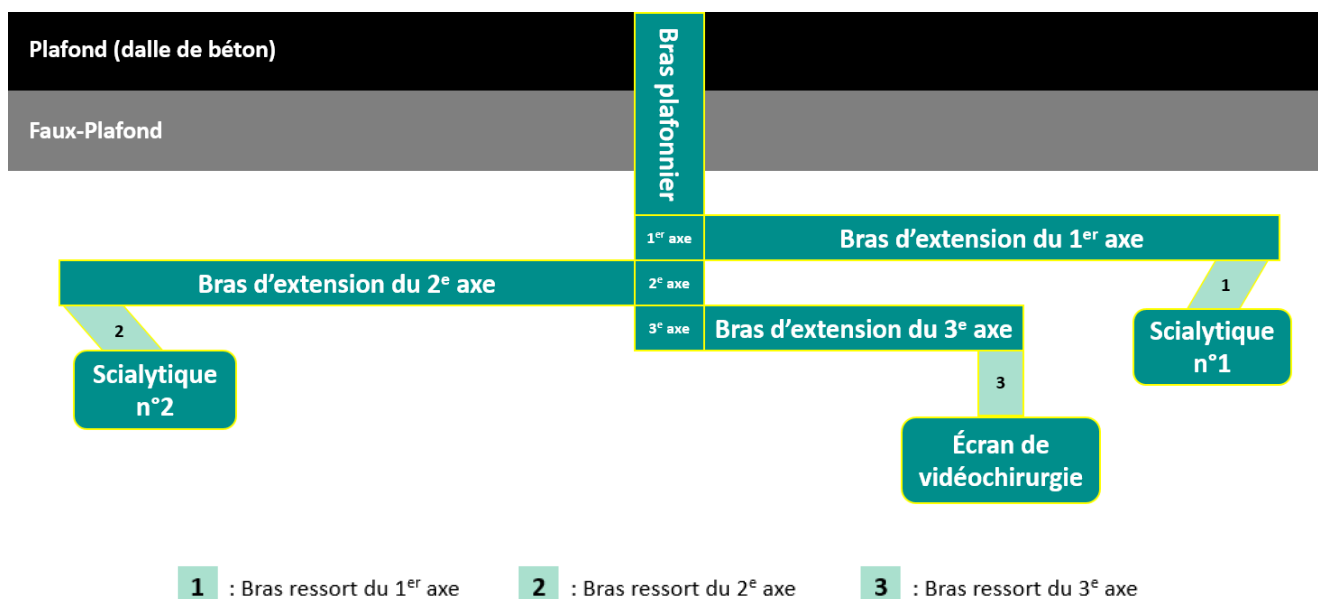 Plafond (dalle de béton)
Bras plafonnier
Faux-Plafond
1er axe
Bras d’extension du 1er axe
Bras d’extension du 2e axe
2e axe
1
3e axe
Bras d’extension du 3e axe
2
Scialytique
n°1
Scialytique
n°2
3
Écran de
vidéochirurgie
1 : Bras ressort du 1er axe
2 : Bras ressort du 2e axe
3 : Bras ressort du 3e axe